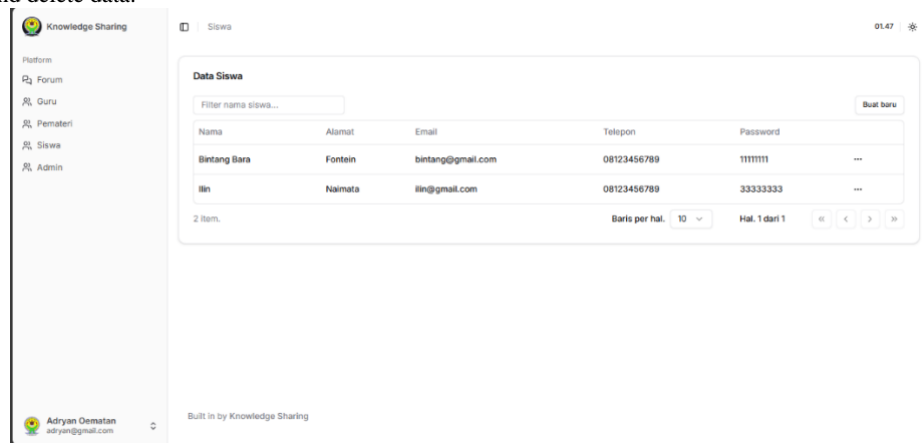 nd delete data.
Knowledge Sharing
Siswa
01.47
Platform
Forum
Guru
Pemateri
Siswa
Admin
Data Siswa
Filter nama siswa...
Buat baru
Nama Alamat Email Telepon Password
Bintang Bara Fontein bintang@gmail.com 08123456789 11111111 ...
Ilin Naimata ilin@gmail.com 08123456789 33333333 ...
2 item. Baris per hal. 10 Hal. 1 dari 1 « < > »
Adryan Oematan
adryan@gmail.com
Built in by Knowledge Sharing